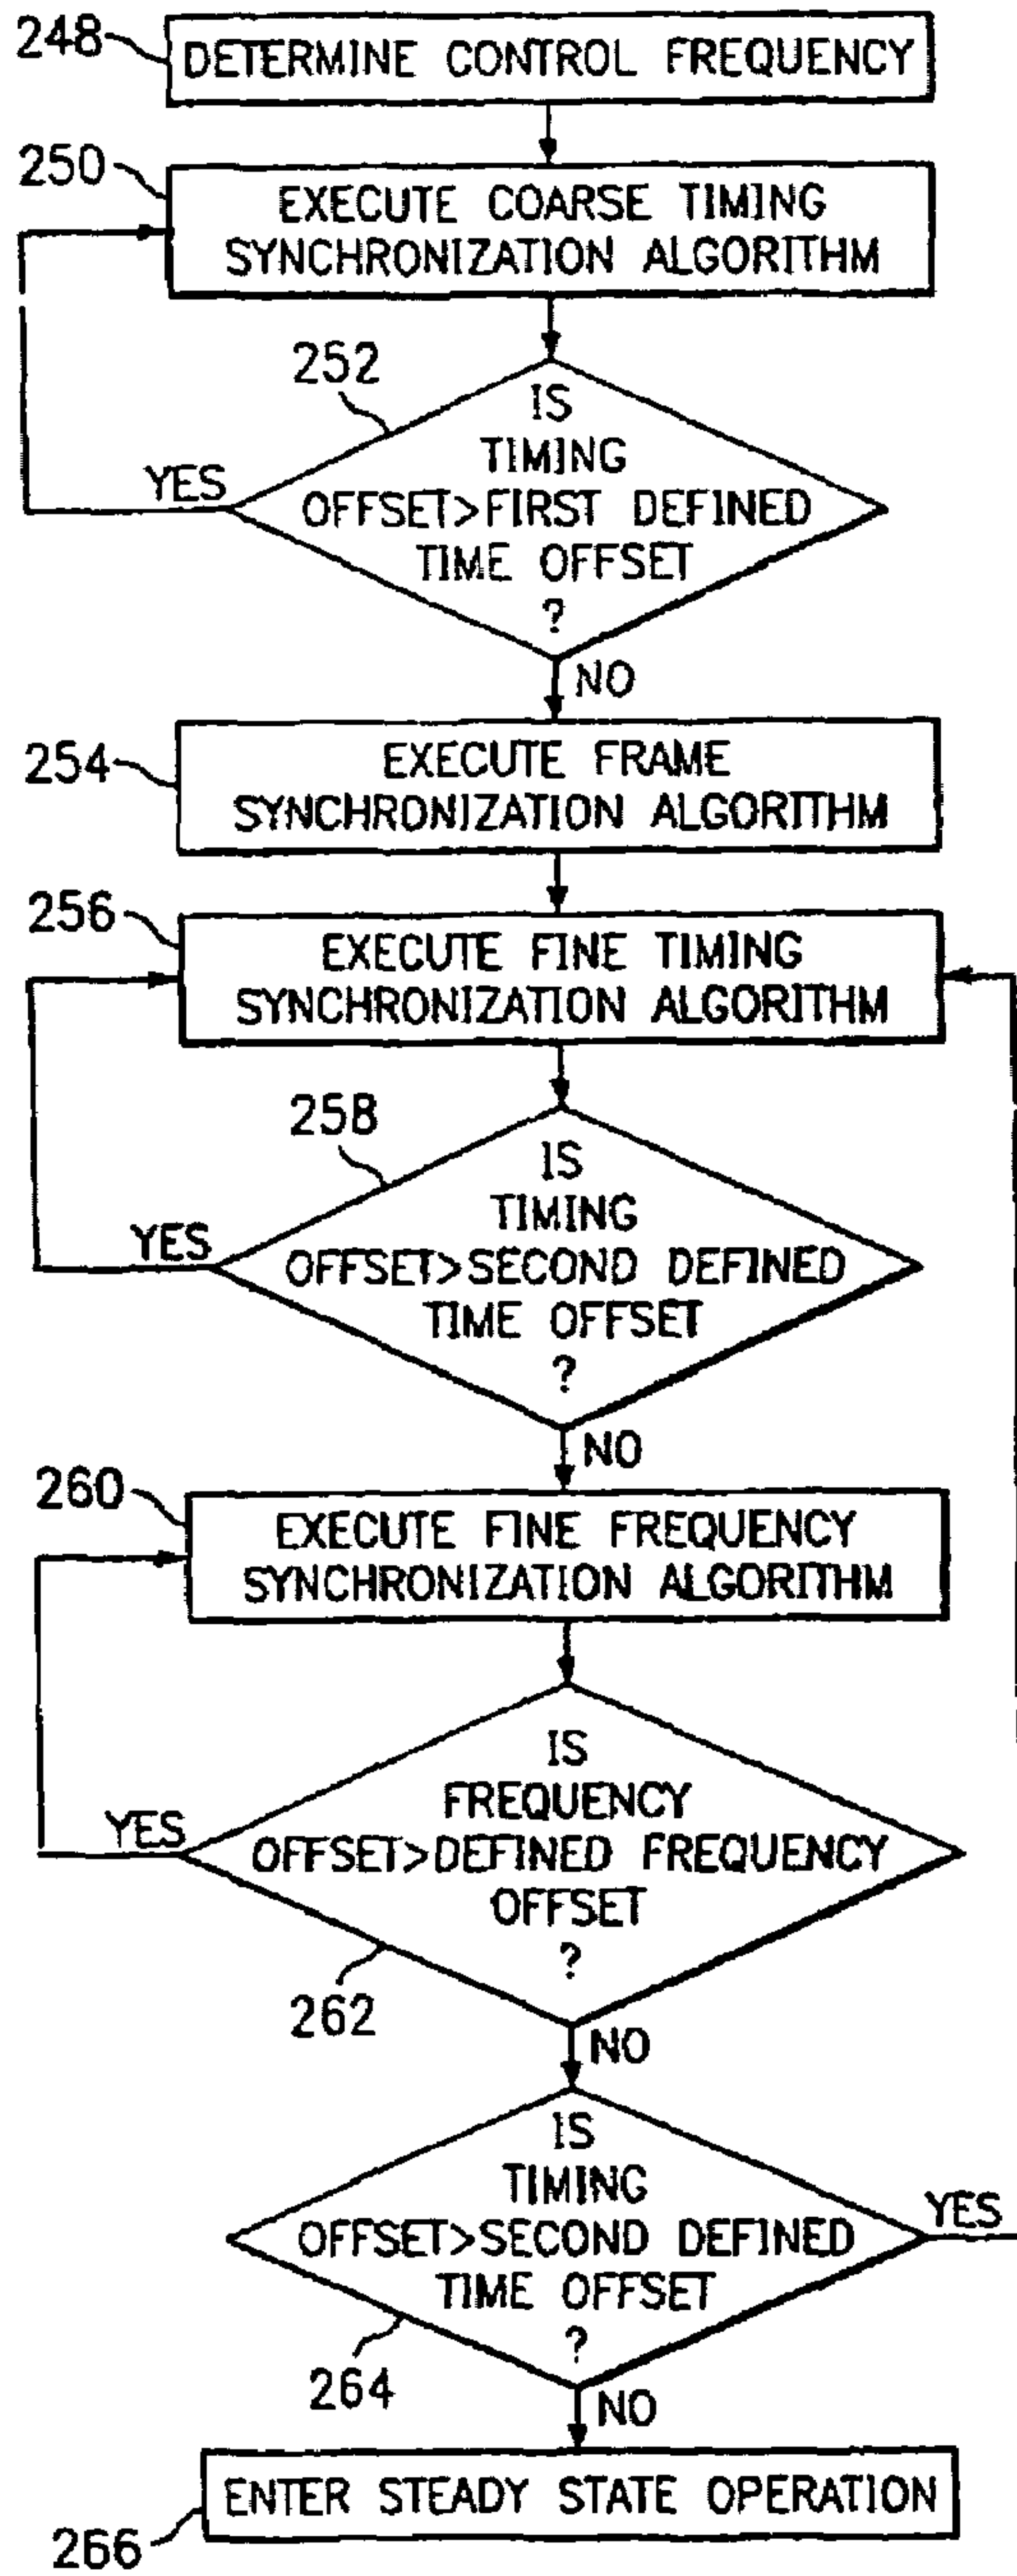 248
DETERMINE CONTROL FREQUENCY
250
EXECUTE COARSE TIMING
SYNCHRONIZATION ALGORITHM
252
IS
TIMING
OFFSET>FIRST DEFINED
TIME OFFSET
?
YES
NO
254
EXECUTE FRAME
SYNCHRONIZATION ALGORITHM
256
EXECUTE FINE TIMING
SYNCHRONIZATION ALGORITHM
258
IS
TIMING
OFFSET>SECOND DEFINED
TIME OFFSET
?
YES
NO
260
EXECUTE FINE FREQUENCY
SYNCHRONIZATION ALGORITHM
IS
FREQUENCY
OFFSET>DEFINED FREQUENCY
OFFSET
?
YES
262
NO
IS
TIMING
OFFSET>SECOND DEFINED
TIME OFFSET
?
YES
264
NO
ENTER STEADY STATE OPERATION
266